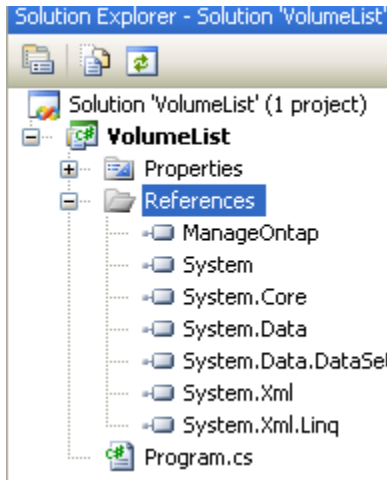 Solution Explorer - Solution 'VolumeList'
Solution 'VolumeList' (1 project)
VolumeList
Properties
References
ManageOntap
System
System.Core
System.Data
System.Data.DataSet
System.Xml
System.Xml.Linq
Program.cs